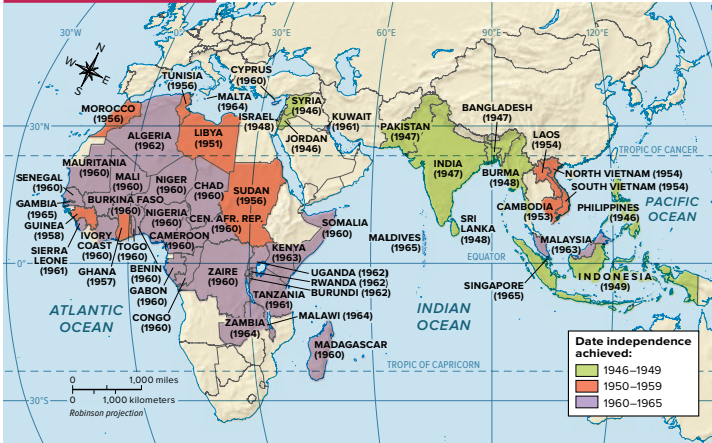 30°W
0°
30°E
60°E
90°E
120°E
N
W
E
S
TUNISIA
(1956)
CYPRUS
(1960)
MALTA
(1964)
SYRIA
(1946)
ISRAEL
(1948)
KUWAIT
(1961)
JORDAN
(1946)
MOROCCO
(1956)
30°N
ALGERIA
(1962)
LIBYA
(1951)
PAKISTAN
(1947)
BANGLADESH
(1947)
LAOS
(1954)
TROPIC OF CANCER
INDIA
(1947)
BURMA
(1948)
NORTH VIETNAM (1954)
SOUTH VIETNAM (1954)
CAMBODIA
(1953)
PHILIPPINES
(1946)
PACIFIC
OCEAN
MAURITANIA
(1960)
SENEGAL
(1960)
MALI
(1960)
NIGER
(1960)
CHAD
(1960)
SUDAN
(1956)
GAMBIA
(1965)
BURKINA FASO
(1960)
GUINEA
(1958)
NIGERIA
(1960)
CEN. AFR. REP.
(1960)
SOMALIA
(1960)
SIERRA
LEONE
(1961)
IVORY
COAST
(1960)
GHANA
(1957)
TOGO
(1960)
CAMEROON
(1960)
BENIN
(1960)
GABON
(1960)
CONGO
(1960)
ZAIRE
(1960)
KENYA
(1963)
UGANDA (1962)
RWANDA (1962)
BURUNDI (1962)
TANZANIA
(1961)
MALAWI (1964)
ZAMBIA
(1964)
MADAGASCAR
(1960)
MALDIVES
(1965)
SRI
LANKA
(1948)
EQUATOR
0°
MALAYSIA
(1963)
SINGAPORE
(1965)
INDONESIA
(1949)
ATLANTIC
OCEAN
INDIAN
OCEAN
TROPIC OF CAPRICORN
30°S
0 1,000 miles
0 1,000 kilometers
Robinson projection
Date independence
achieved:
1946–1949
1950–1959
1960–1965